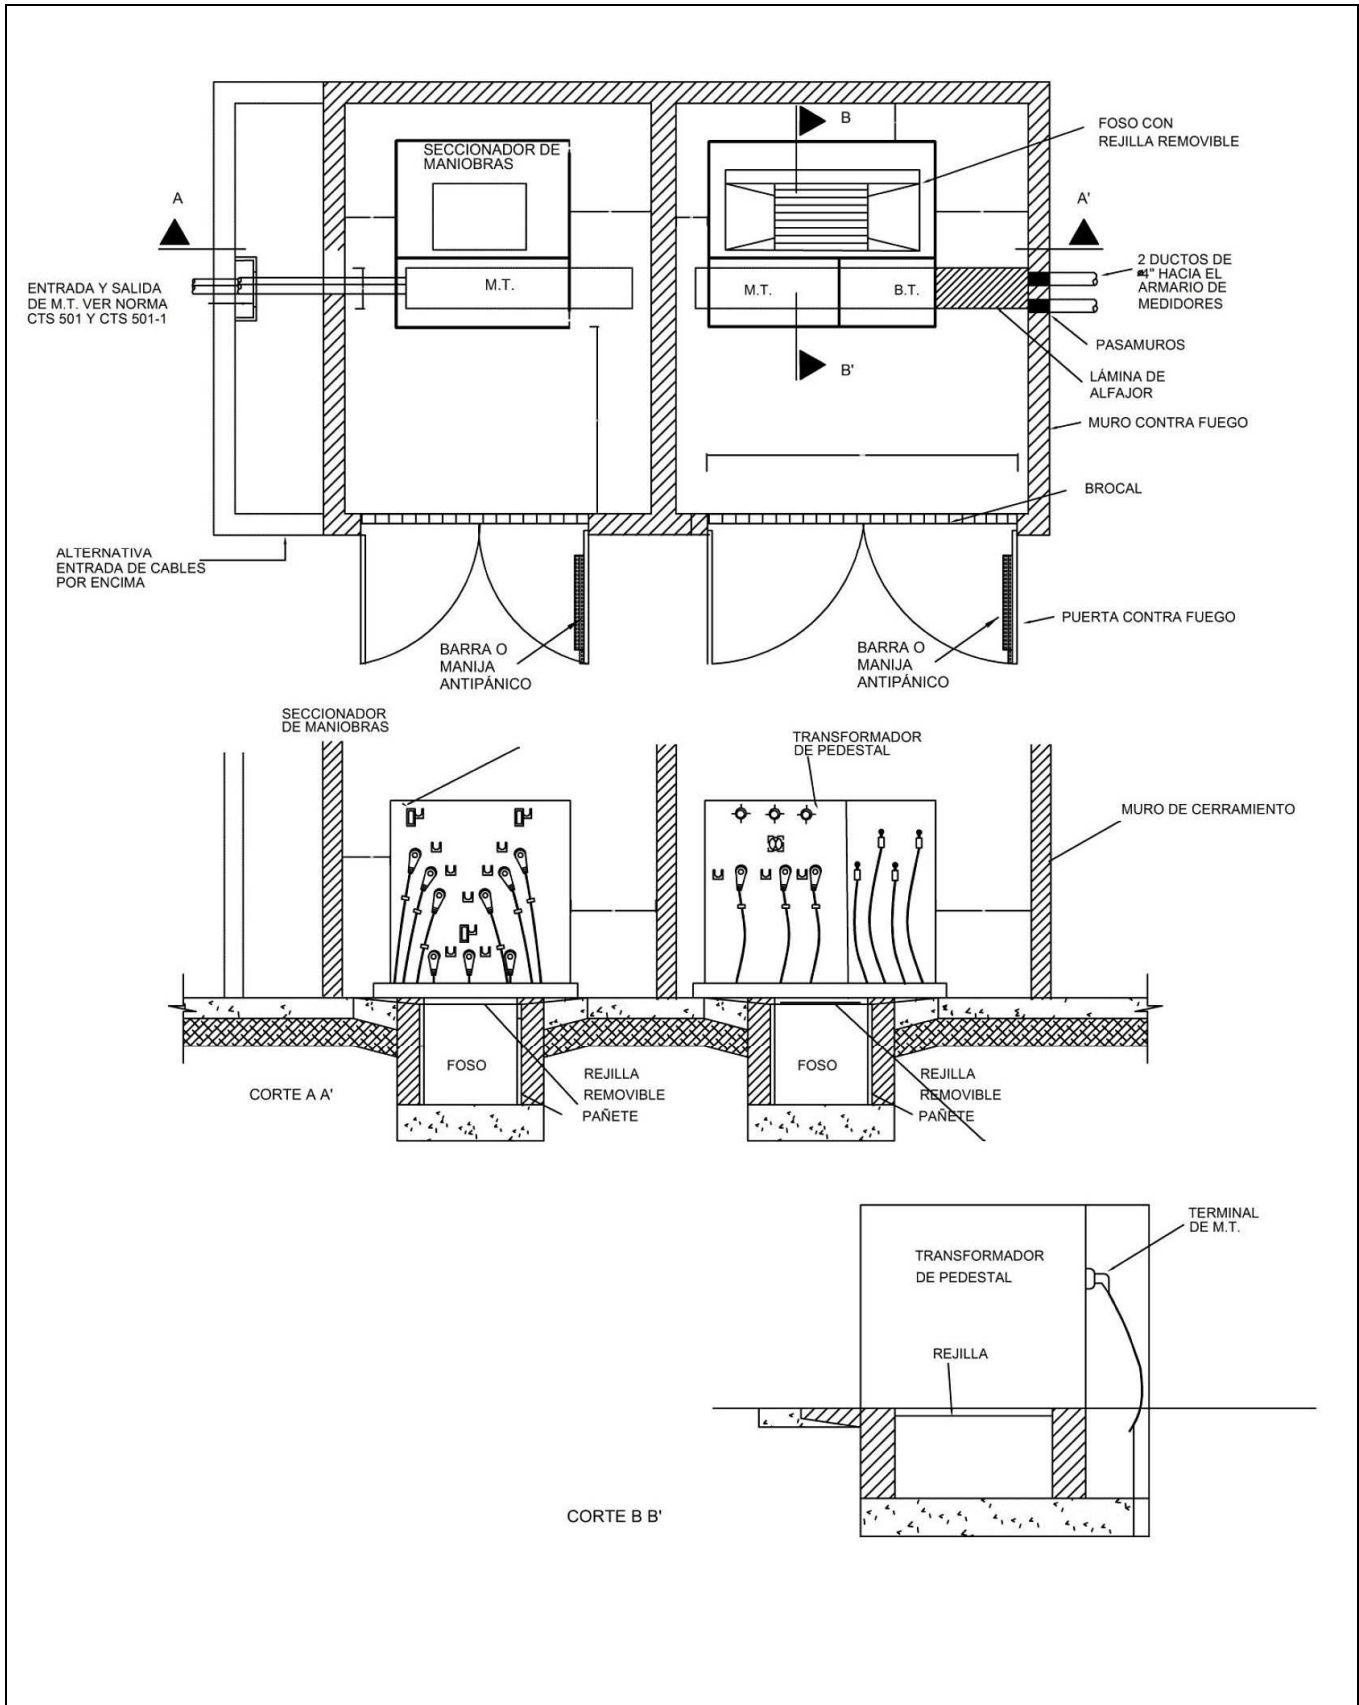 B
FOSO CON
REJILLA REMOVIBLE
SECCIONADOR DE
MANIOBRAS
A
A'
ENTRADA Y SALIDA
DE M.T. VER NORMA
CTS 501 Y CTS 501-1
M.T.
M.T.
B.T.
2 DUCTOS DE
ø4" HACIA EL
ARMARIO DE
MEDIDORES
PASAMUROS
B'
LÁMINA DE
ALFAJOR
MURO CONTRA FUEGO
BROCAL
ALTERNATIVA
ENTRADA DE CABLES
POR ENCIMA
PUERTA CONTRA FUEGO
BARRA O
MANIJA
ANTIPÁNICO
BARRA O
MANIJA
ANTIPÁNICO
SECCIONADOR
DE MANIOBRAS
TRANSFORMADOR
DE PEDESTAL
MURO DE CERRAMIENTO
FOSO
REJILLA
REMOVIBLE
PAÑETE
FOSO
REJILLA
REMOVIBLE
PAÑETE
CORTE A A'
TERMINAL
DE M.T.
TRANSFORMADOR
DE PEDESTAL
REJILLA
CORTE B B'